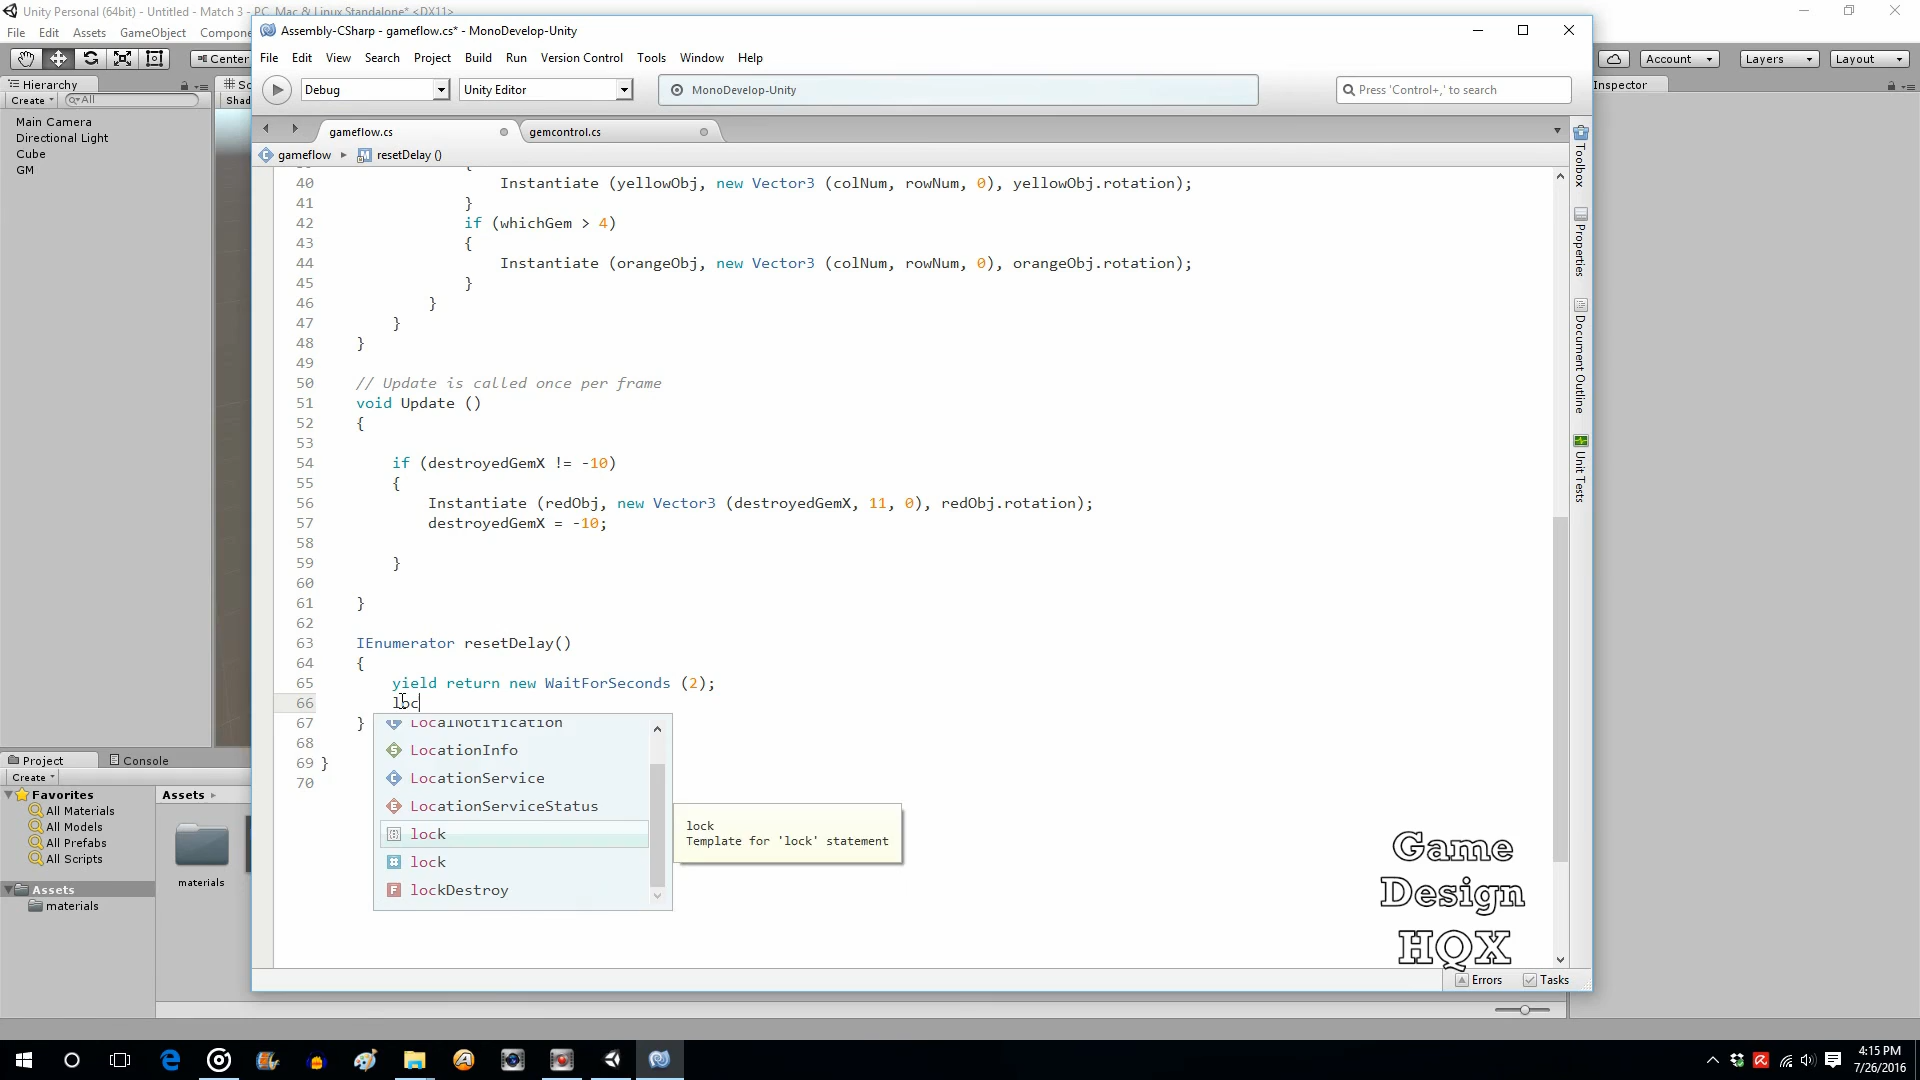 Unity Personal (64bit) - Untitled - Match 3 - PC, Mac & Linux Standalone* <DX11>
File Edit Assets GameObject Compone
Center
Account Layers Layout
Hierarchy
Create All
Main Camera
Directional Light
Cube
GM
Sc
Shad
Inspector
Assembly-CSharp - gameflow.cs* - MonoDevelop-Unity
File Edit View Search Project Build Run Version Control Tools Window Help
Debug Unity Editor MonoDevelop-Unity Press 'Control+,' to search
gameflow.cs gemcontrol.cs
gameflow resetDelay ()
{
40 Instantiate (yellowObj, new Vector3 (colNum, rowNum, 0), yellowObj.rotation);
41 }
42 if (whichGem > 4)
43 {
44 Instantiate (orangeObj, new Vector3 (colNum, rowNum, 0), orangeObj.rotation);
45 }
46 }
47 }
48 }
49
50 // Update is called once per frame
51 void Update ()
52 {
53
54 if (destroyedGemX != -10)
55 {
56 Instantiate (redObj, new Vector3 (destroyedGemX, 11, 0), redObj.rotation);
57 destroyedGemX = -10;
58
59 }
60
61 }
62
63 IEnumerator resetDelay()
64 {
65 yield return new WaitForSeconds (2);
66 loc
67 }
68
69 }
70
LocalNotification
LocationInfo
LocationService
LocationServiceStatus
lock
lock
lockDestroy
lock
Template for 'lock' statement
Toolbox
Properties
Document Outline
Unit Tests
Errors Tasks
Project Console
Create
Favorites
All Materials
All Models
All Prefabs
All Scripts
Assets
materials
Assets
materials
Game
Design
HQX
4:15 PM
7/26/2016